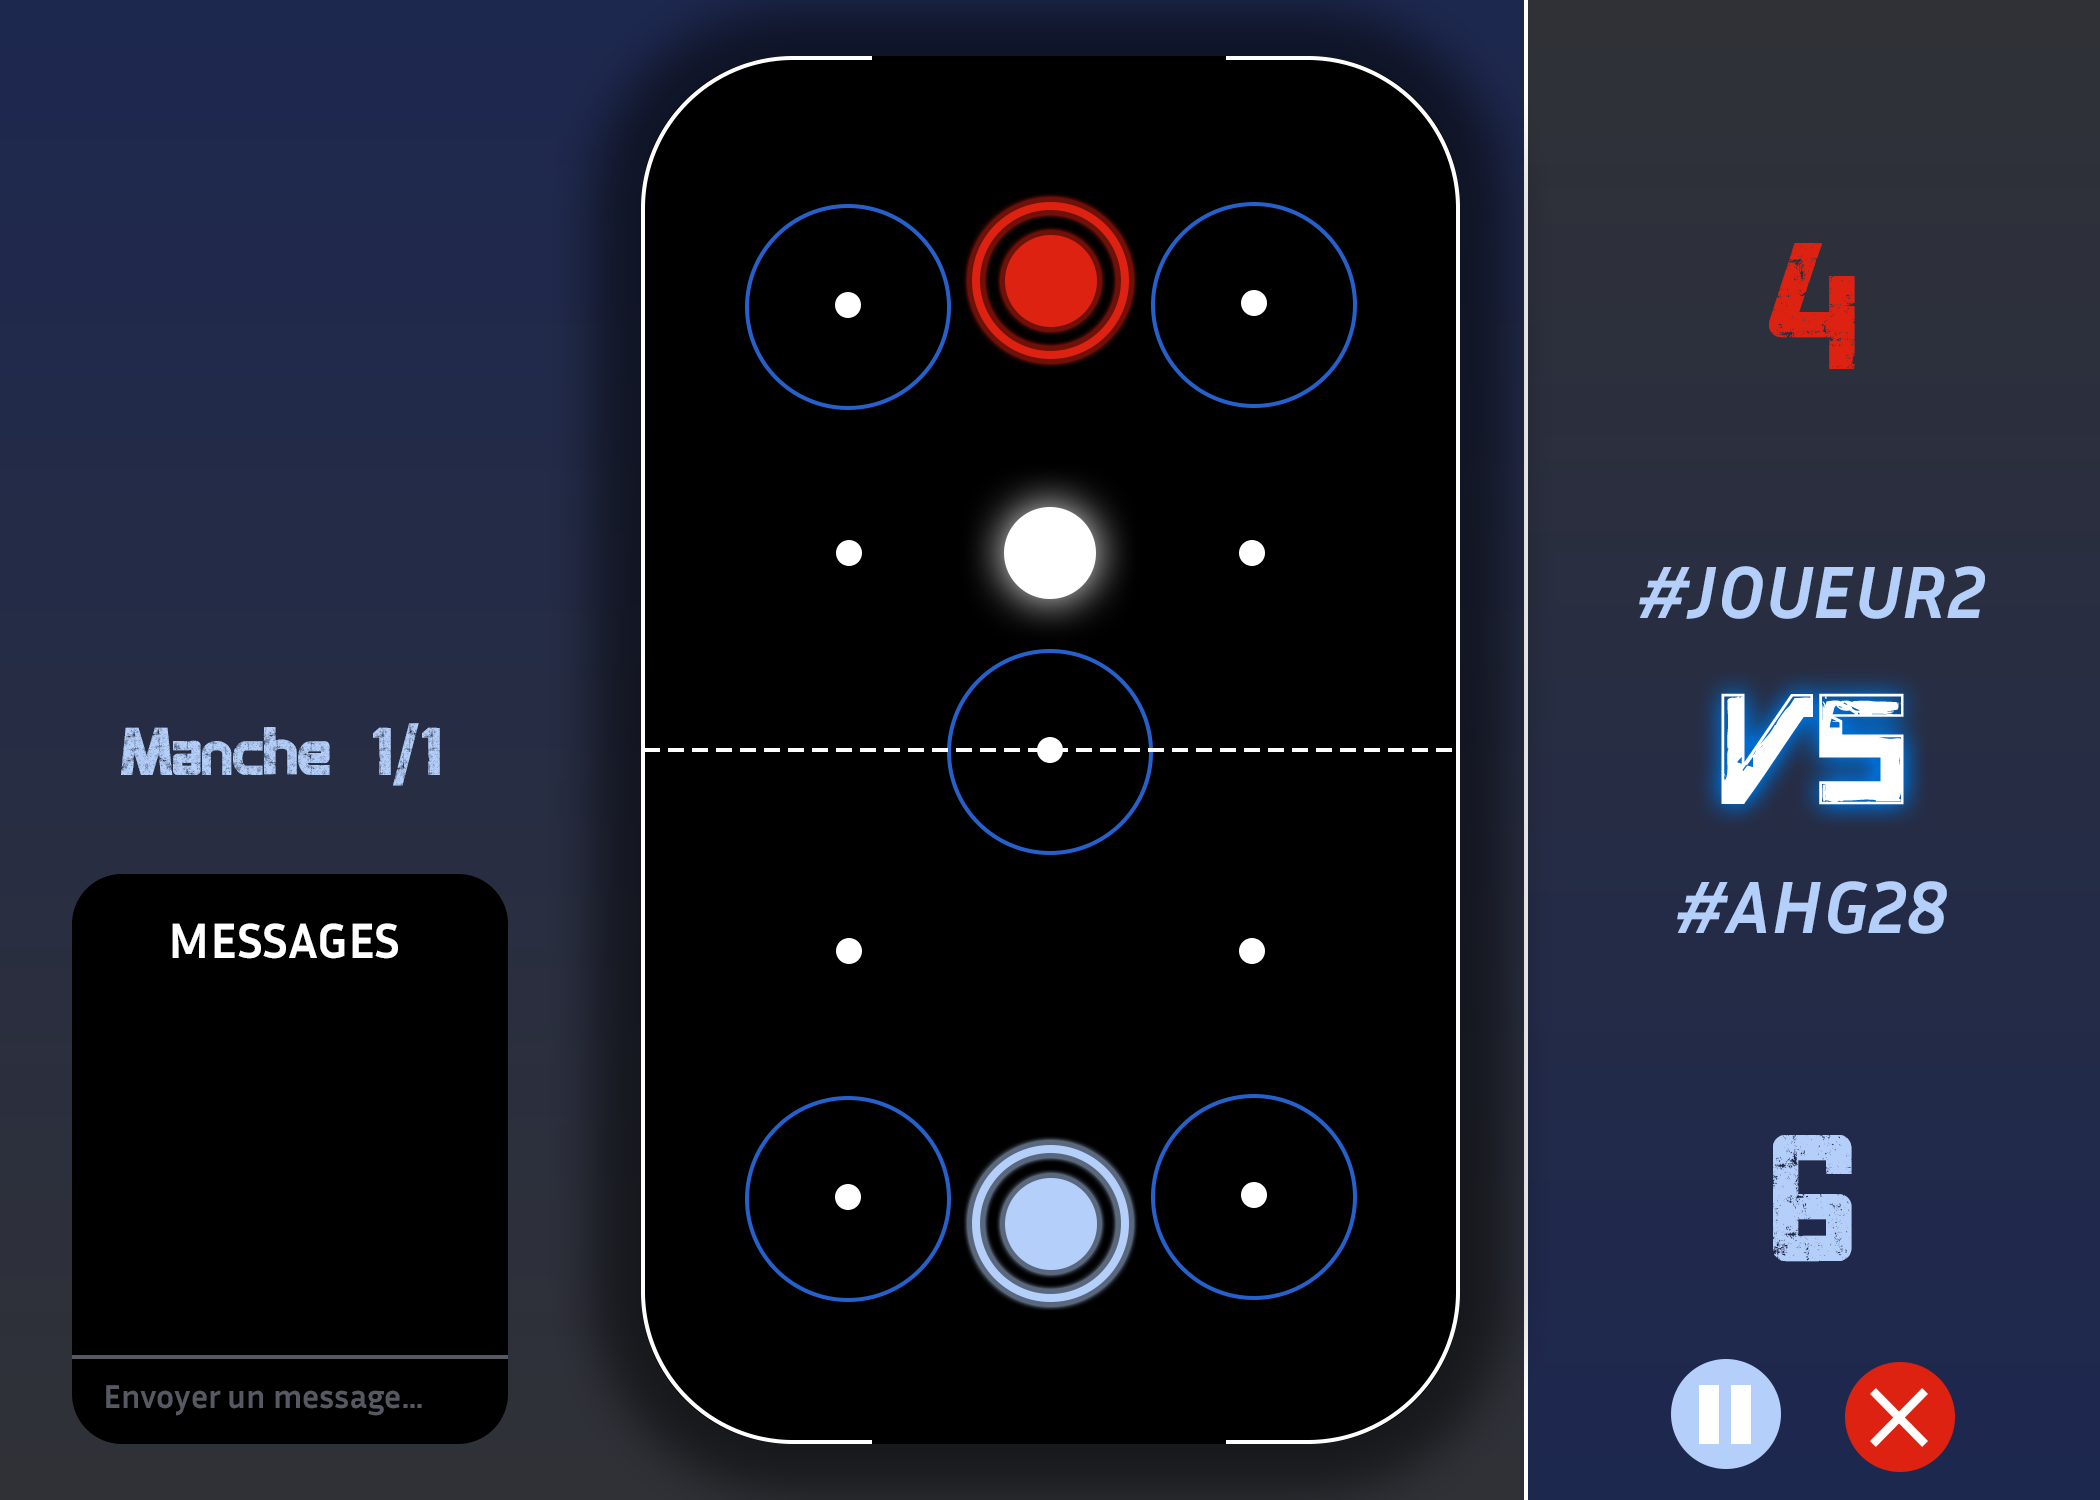 Manche 1/1
MESSAGES
Envoyer un message...
4
#JOUEUR2
VS
#AHG28
6